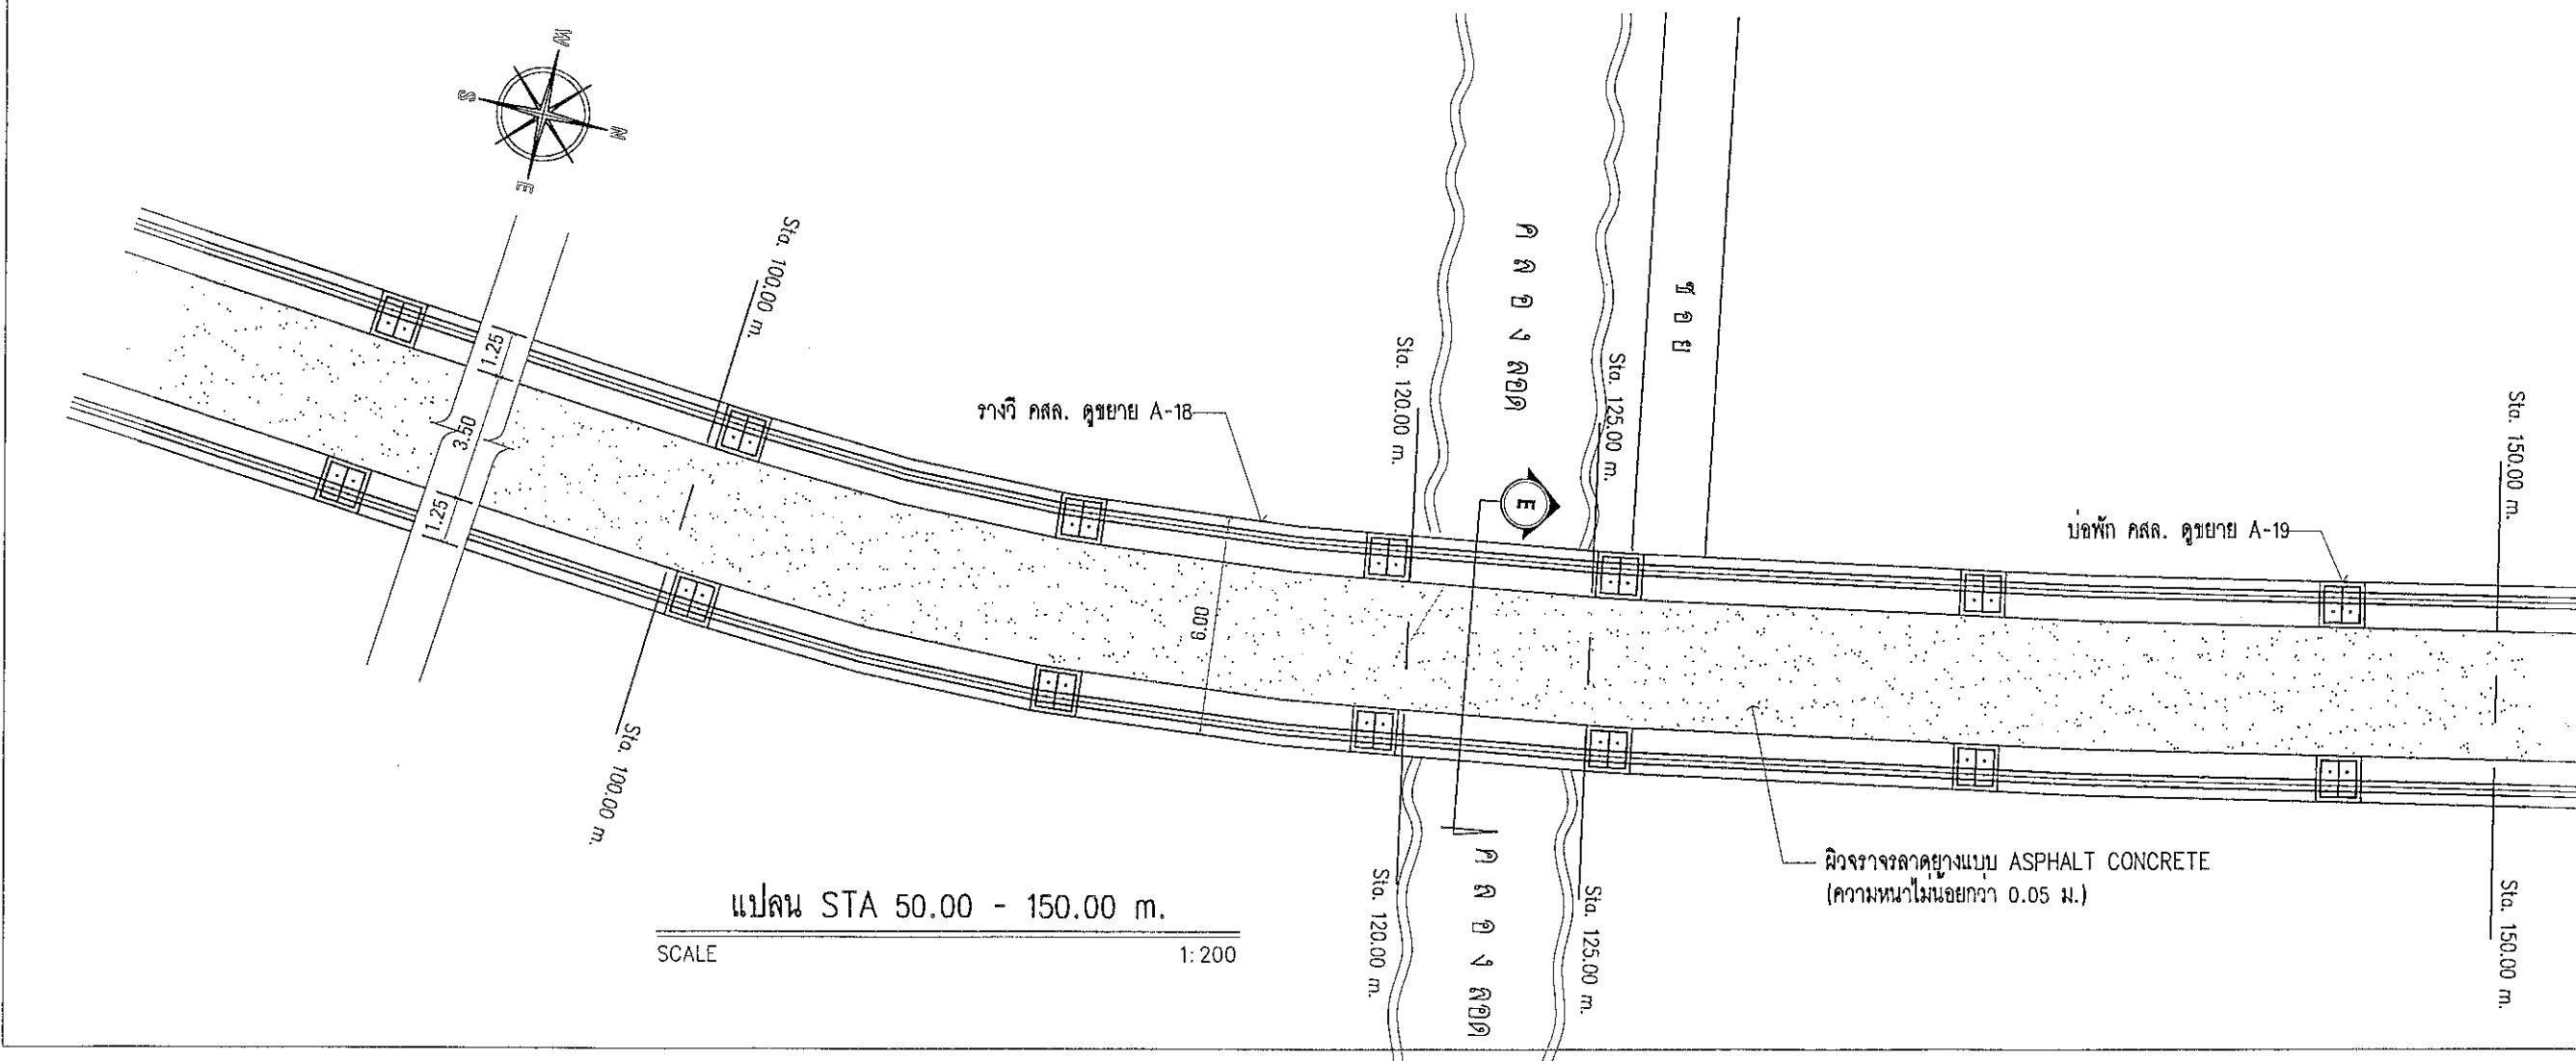 W
S
N
E
Sta. 100.00 m.
1.25
3.50
1.25
Sta. 100.00 m.
รางวี คสล. ดูขยาย A-18
6.00
Sta. 120.00 m.
คลองลอด
E
Sta. 125.00 m.
ซอย
Sta. 150.00 m.
บ่อพัก คสล. ดูขยาย A-19
ผิวจราจรลาดยางแบบ ASPHALT CONCRETE
(ความหนาไม่น้อยกว่า 0.05 ม.)
Sta. 120.00 m.
คลองลอด
Sta. 125.00 m.
Sta. 150.00 m.
แปลน STA 50.00 - 150.00 m.
SCALE 1:200